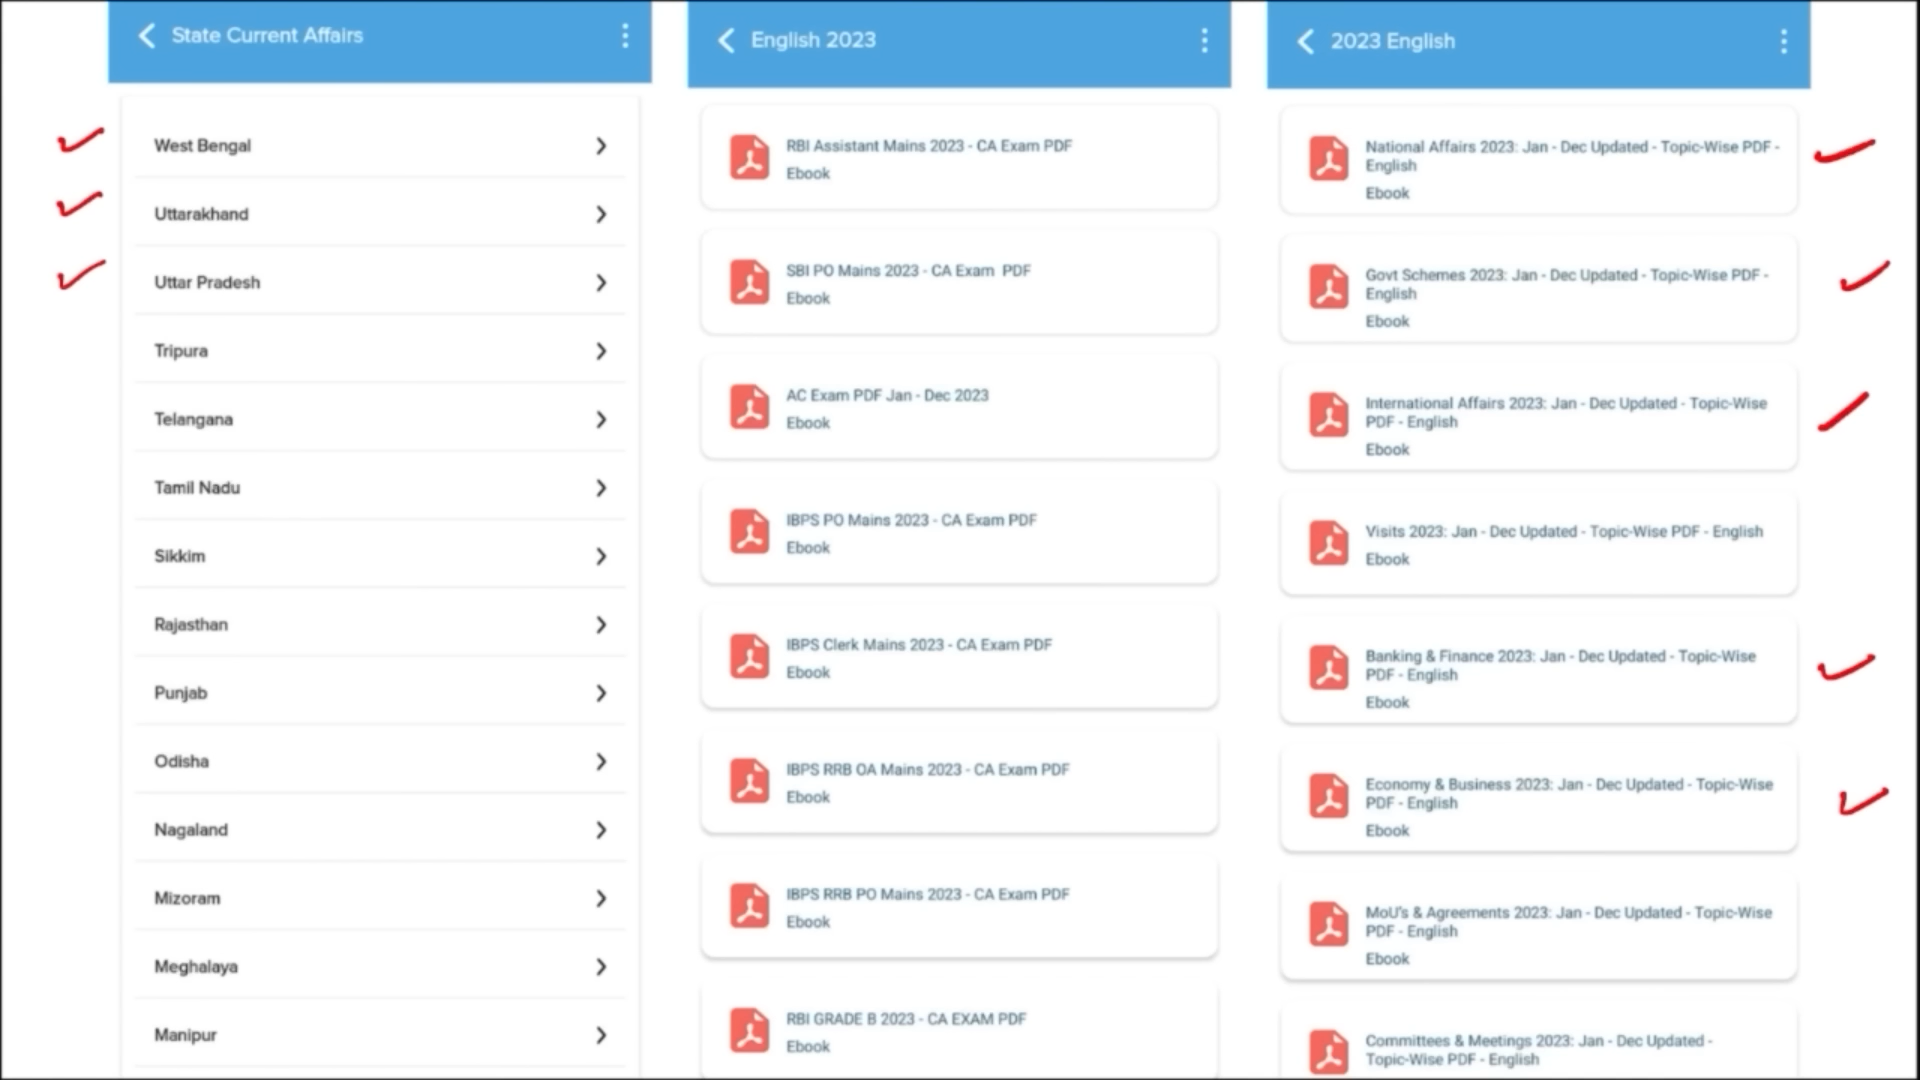 State Current Affairs
West Bengal
Uttarakhand
Uttar Pradesh
Tripura
Telangana
Tamil Nadu
Sikkim
Rajasthan
Punjab
Odisha
Nagaland
Mizoram
Meghalaya
Manipur
English 2023
RBI Assistant Mains 2023 - CA Exam PDF
Ebook
SBI PO Mains 2023 - CA Exam PDF
Ebook
AC Exam PDF Jan - Dec 2023
Ebook
IBPS PO Mains 2023 - CA Exam PDF
Ebook
IBPS Clerk Mains 2023 - CA Exam PDF
Ebook
IBPS RRB OA Mains 2023 - CA Exam PDF
Ebook
IBPS RRB PO Mains 2023 - CA Exam PDF
Ebook
RBI GRADE B 2023 - CA EXAM PDF
Ebook
2023 English
National Affairs 2023: Jan - Dec Updated - Topic-Wise PDF -
English
Ebook
Govt Schemes 2023: Jan - Dec Updated - Topic-Wise PDF -
English
Ebook
International Affairs 2023: Jan - Dec Updated - Topic-Wise
PDF - English
Ebook
Visits 2023: Jan - Dec Updated - Topic-Wise PDF - English
Ebook
Banking & Finance 2023: Jan - Dec Updated - Topic-Wise
PDF - English
Ebook
Economy & Business 2023: Jan - Dec Updated - Topic-Wise
PDF - English
Ebook
MoU's & Agreements 2023: Jan - Dec Updated - Topic-Wise
PDF - English
Ebook
Committees & Meetings 2023: Jan - Dec Updated -
Topic-Wise PDF - English